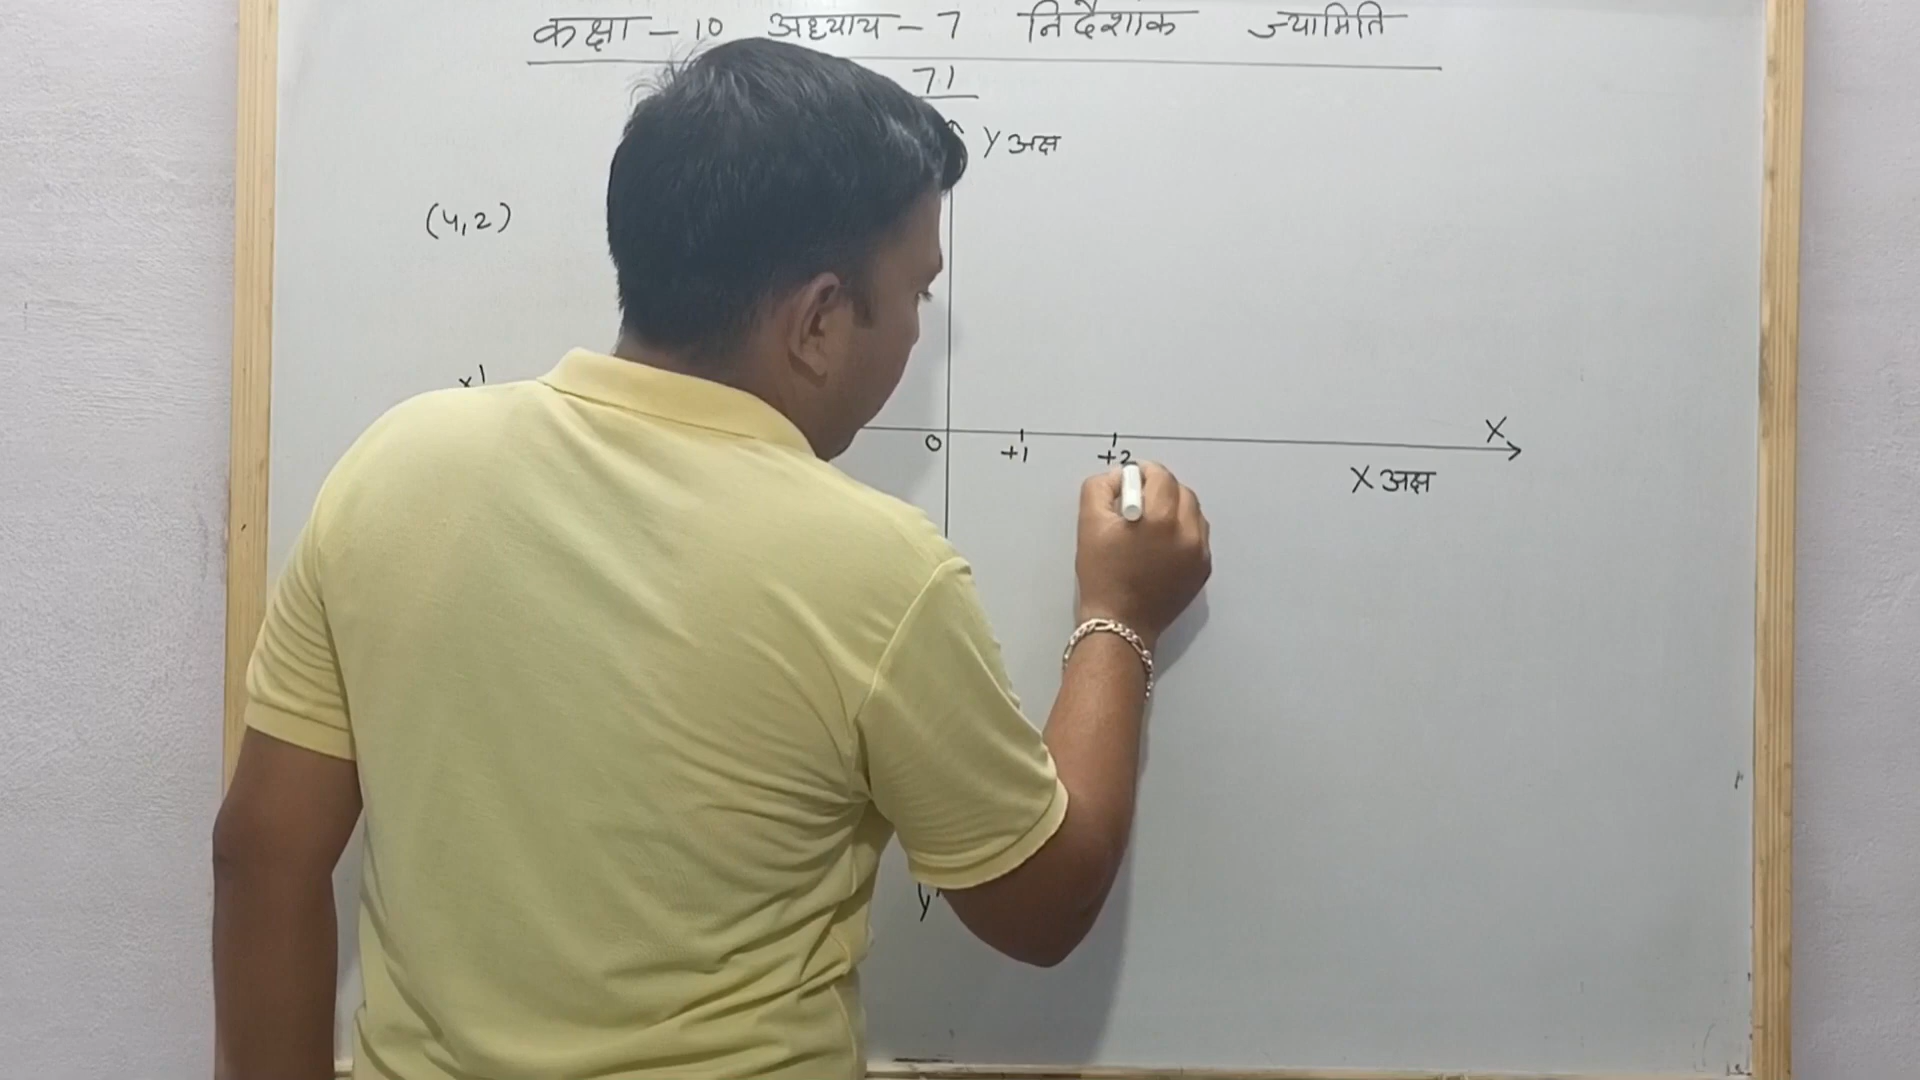 कक्षा - 10 अध्याय - 7 निर्देशांक ज्यामिति
7.1
Y अक्ष
(4,2)
x'
X
0 +1 +2
X अक्ष
y'